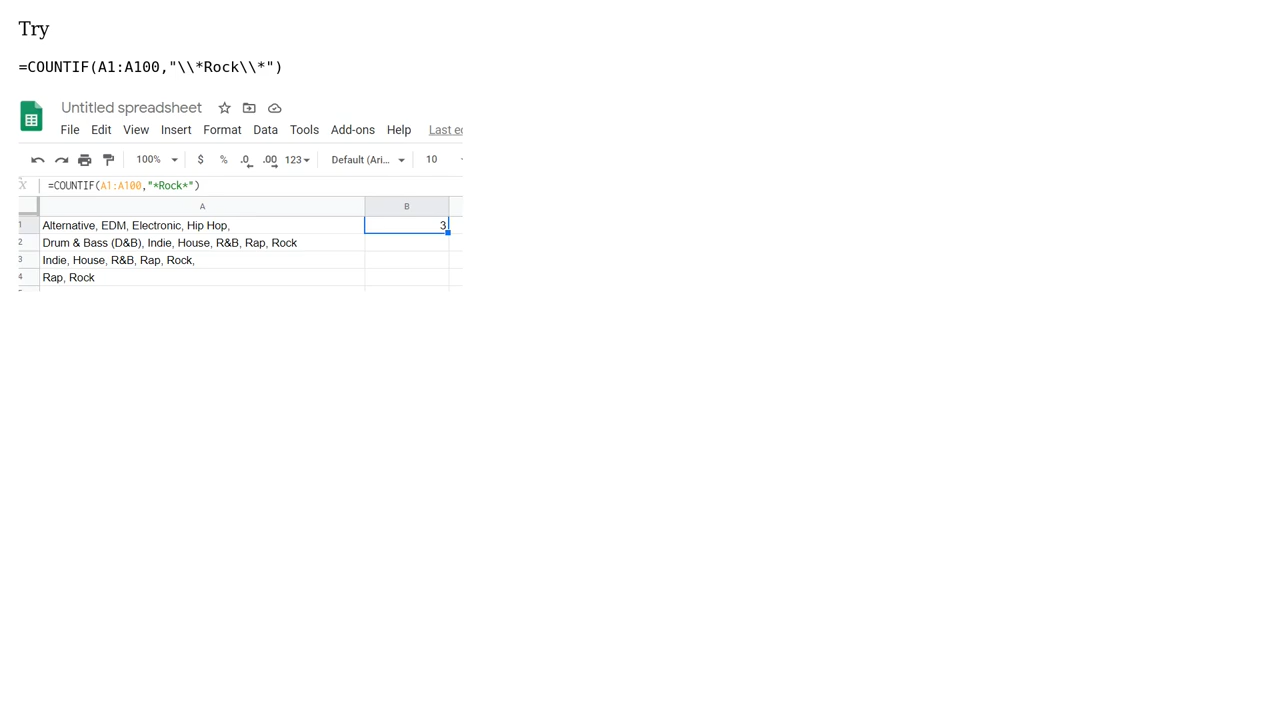 Try
=COUNTIF(A1:A100,"\\*Rock\\*")
Untitled spreadsheet
File Edit View Insert Format Data Tools Add-ons Help Last ec
100% $ % .0 .00 123 Default (Ari... 10
=COUNTIF(A1:A100,"*Rock*")
A B
1 Alternative, EDM, Electronic, Hip Hop, 3
2 Drum & Bass (D&B), Indie, House, R&B, Rap, Rock
3 Indie, House, R&B, Rap, Rock,
4 Rap, Rock